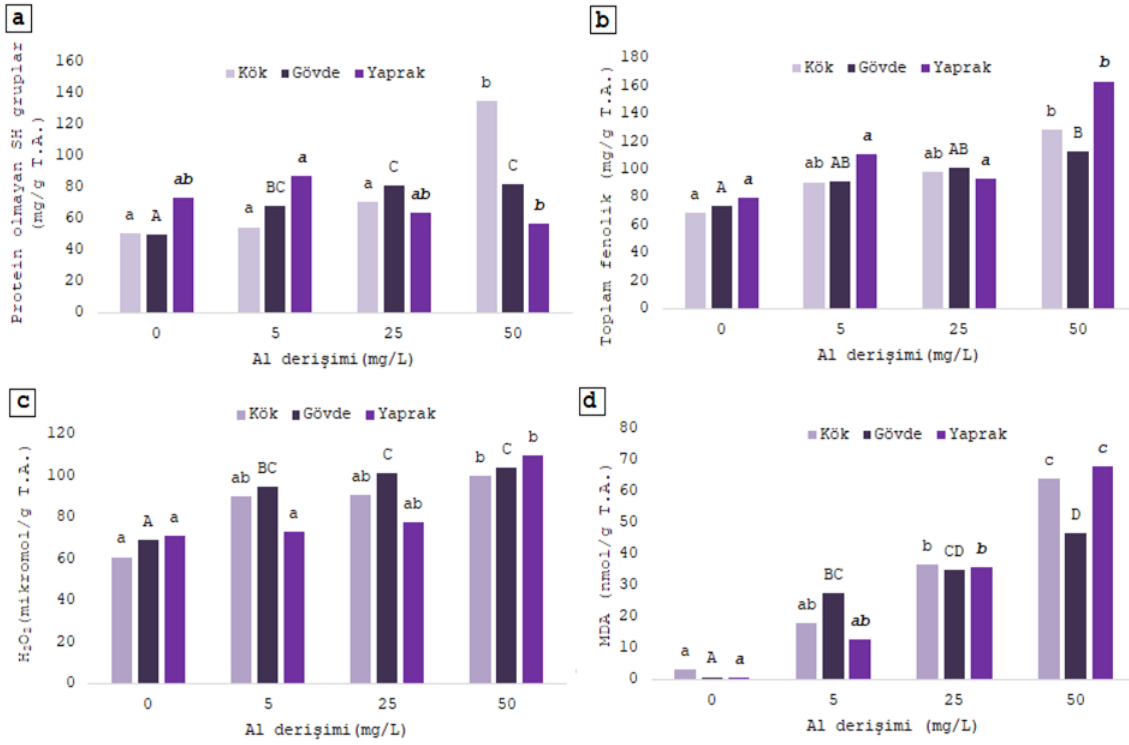 a
Protein olmayan SH gruplar
(mg/g T.A.)
160
140
120
100
80
60
40
20
0
Kök Gövde Yaprak
a A ab
a BC a
a C ab
b C b
0 5 25 50
Al derişimi(mg/L)
b
Toplam fenolik (mg/g T.A.)
180
160
140
120
100
80
60
40
20
0
Kök Gövde Yaprak
a A a
ab AB a
ab AB a
b B b
0 5 25 50
Al derişimi(mg/L)
c
H₂O₂(mikromol/g T.A.)
120
100
80
60
40
20
0
Kök Gövde Yaprak
a A a
ab BC a
ab C ab
b C b
0 5 25 50
Al derişimi(mg/L)
d
MDA (nmol/g T.A.)
80
70
60
50
40
30
20
10
0
Kök Gövde Yaprak
a A a
ab BC ab
b CD b
c D c
0 5 25 50
Al derişimi (mg/L)